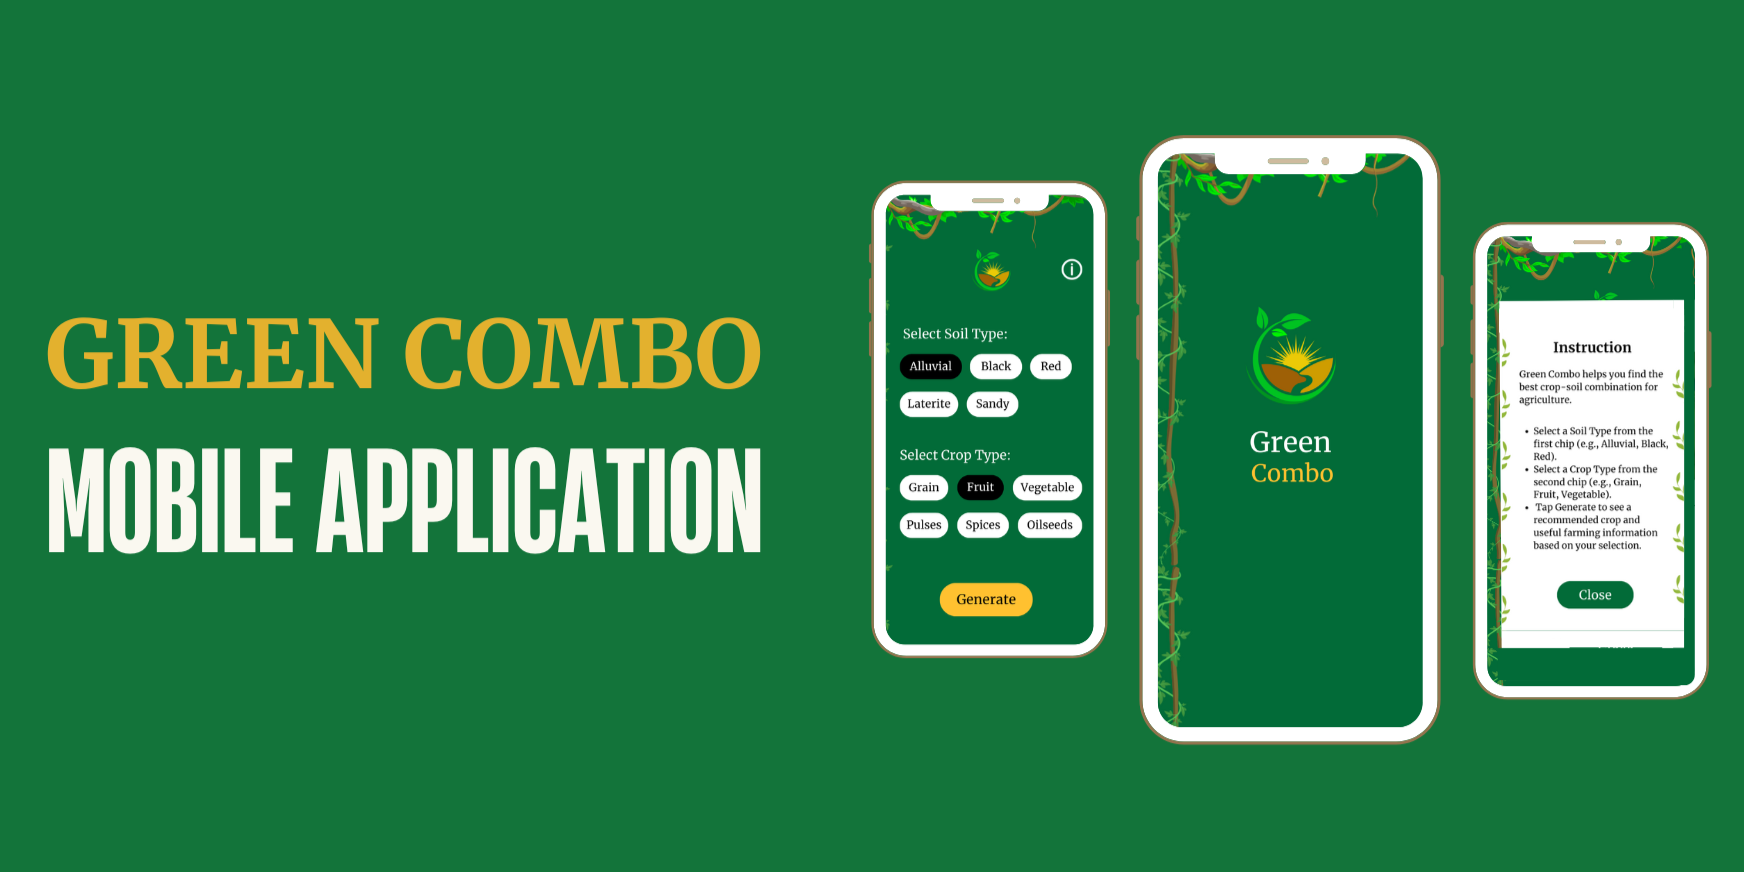 GREEN COMBO
MOBILE APPLICATION
Select Soil Type:
Alluvial Black Red
Laterite Sandy
Select Crop Type:
Grain Fruit Vegetable
Pulses Spices Oilseeds
Generate
Green
Combo
Instruction
Green Combo helps you find the
best crop-soil combination for
agriculture.
• Select a Soil Type from the
first chip (e.g., Alluvial, Black,
Red).
• Select a Crop Type from the
second chip (e.g., Grain,
Fruit, Vegetable).
• Tap Generate to see a
recommended crop and
useful farming information
based on your selection.
Close